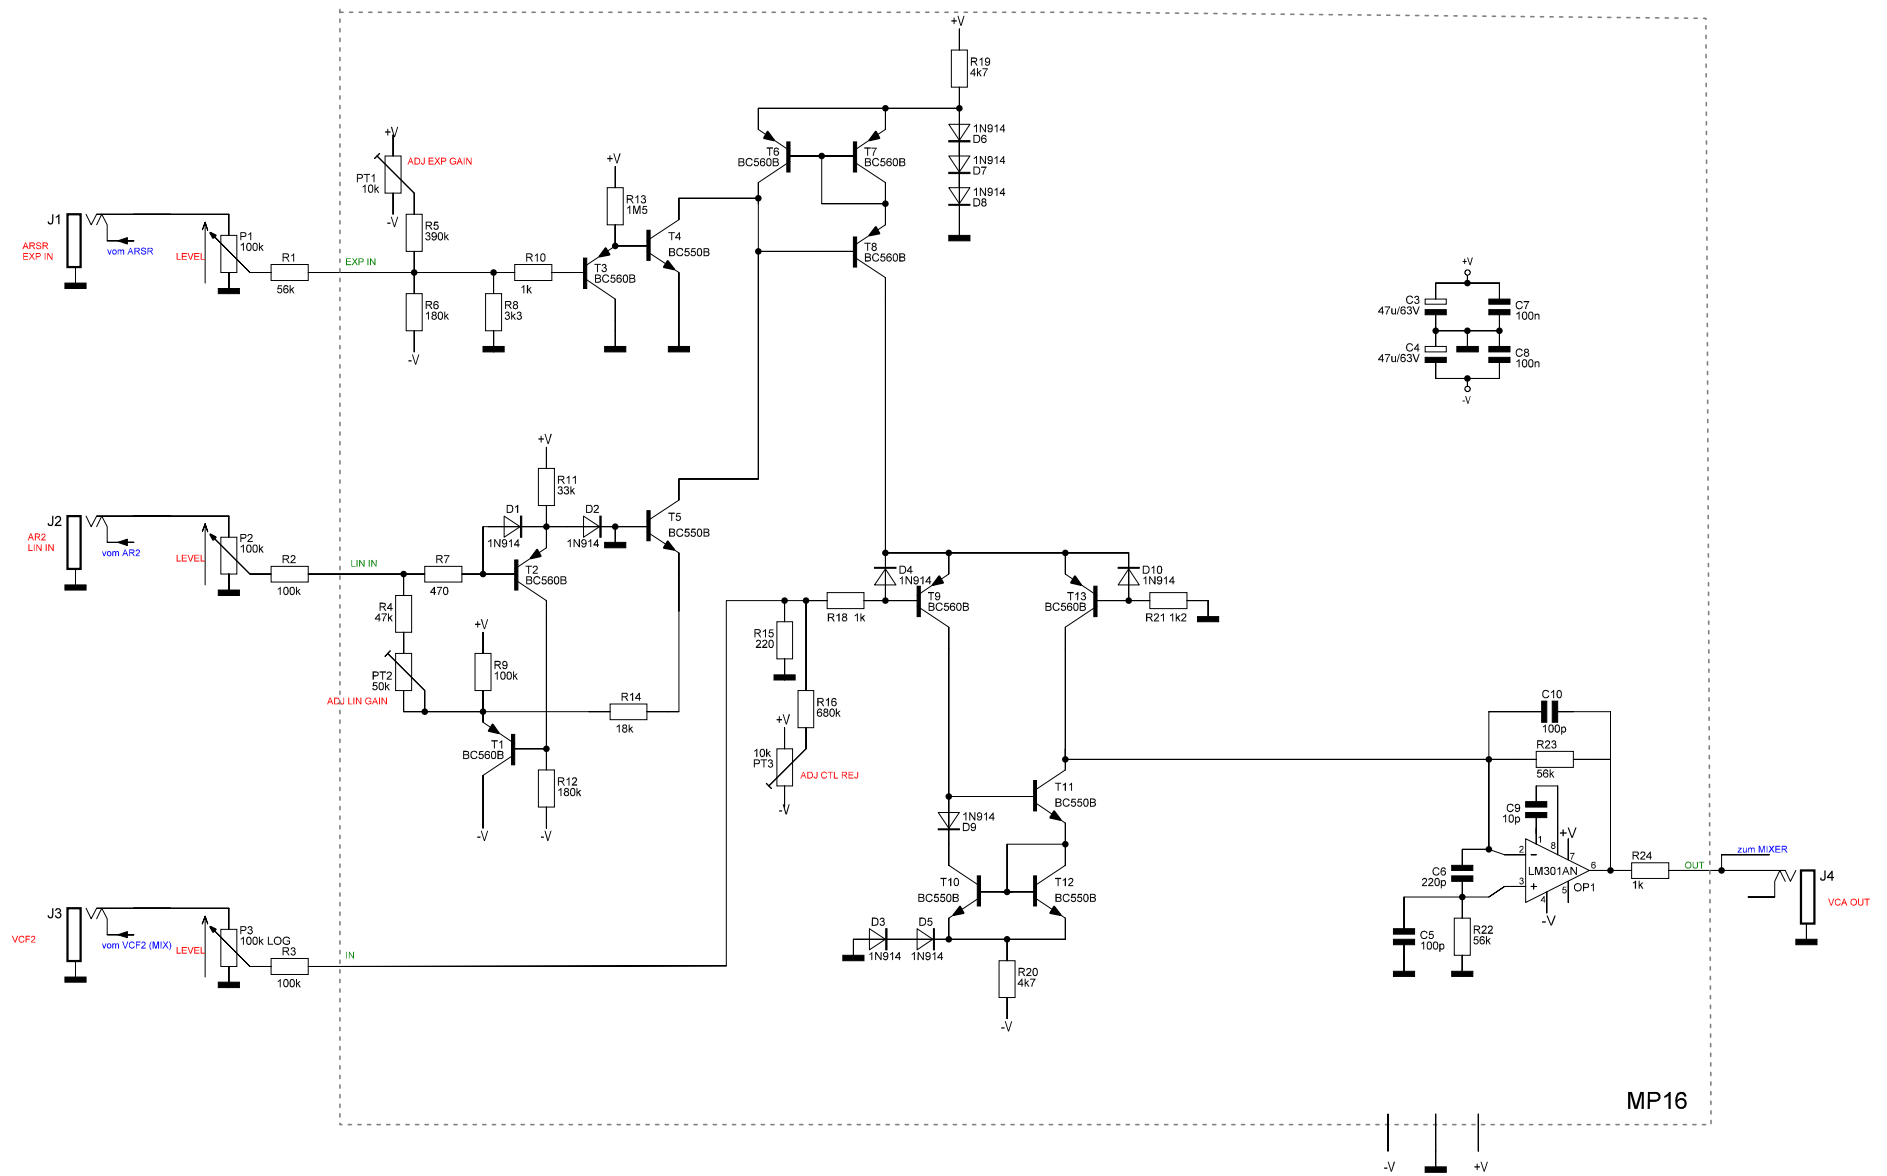 +V
R19
4k7
1N914
D6
1N914
D7
1N914
D8
T6
BC560B
T7
BC560B
T8
BC560B
+V
ADJ EXP GAIN
PT1
10k
-V
R5
390k
+V
R13
1M5
T4
BC550B
J1
ARSR
EXP IN
vom ARSR
P1
100k
LEVEL
R1
56k
EXP IN
R10
1k
T3
BC560B
R6
180k
R8
3k3
-V
+V
C3
47u/63V
C7
100n
C4
47u/63V
C8
100n
-V
+V
R11
33k
D1
1N914
D2
1N914
T5
BC550B
J2
AR2
LIN IN
vom AR2
P2
100k
LEVEL
R2
100k
LIN IN
R7
470
T2
BC560B
R4
47k
PT2
50k
ADJ LIN GAIN
+V
R9
100k
R14
18k
T1
BC560B
R12
180k
-V
-V
D4
1N914
T9
BC560B
D10
1N914
T13
BC560B
R18 1k
R21 1k2
R15
220
R16
680k
+V
10k
PT3
ADJ CTL REJ
-V
T11
BC550B
1N914
D9
T10
BC550B
T12
BC550B
D3
1N914
D5
1N914
R20
4k7
-V
C10
100p
R23
56k
C9
10p
+V
1
8
7
2
-
LM301AN
6
3
+
5
OP1
4
-V
C6
220p
C5
100p
R22
56k
R24
1k
OUT
zum MIXER
J4
VCA OUT
J3
VCF2
vom VCF2 (MIX)
P3
100k LOG
LEVEL
R3
100k
IN
MP16
-V
+V